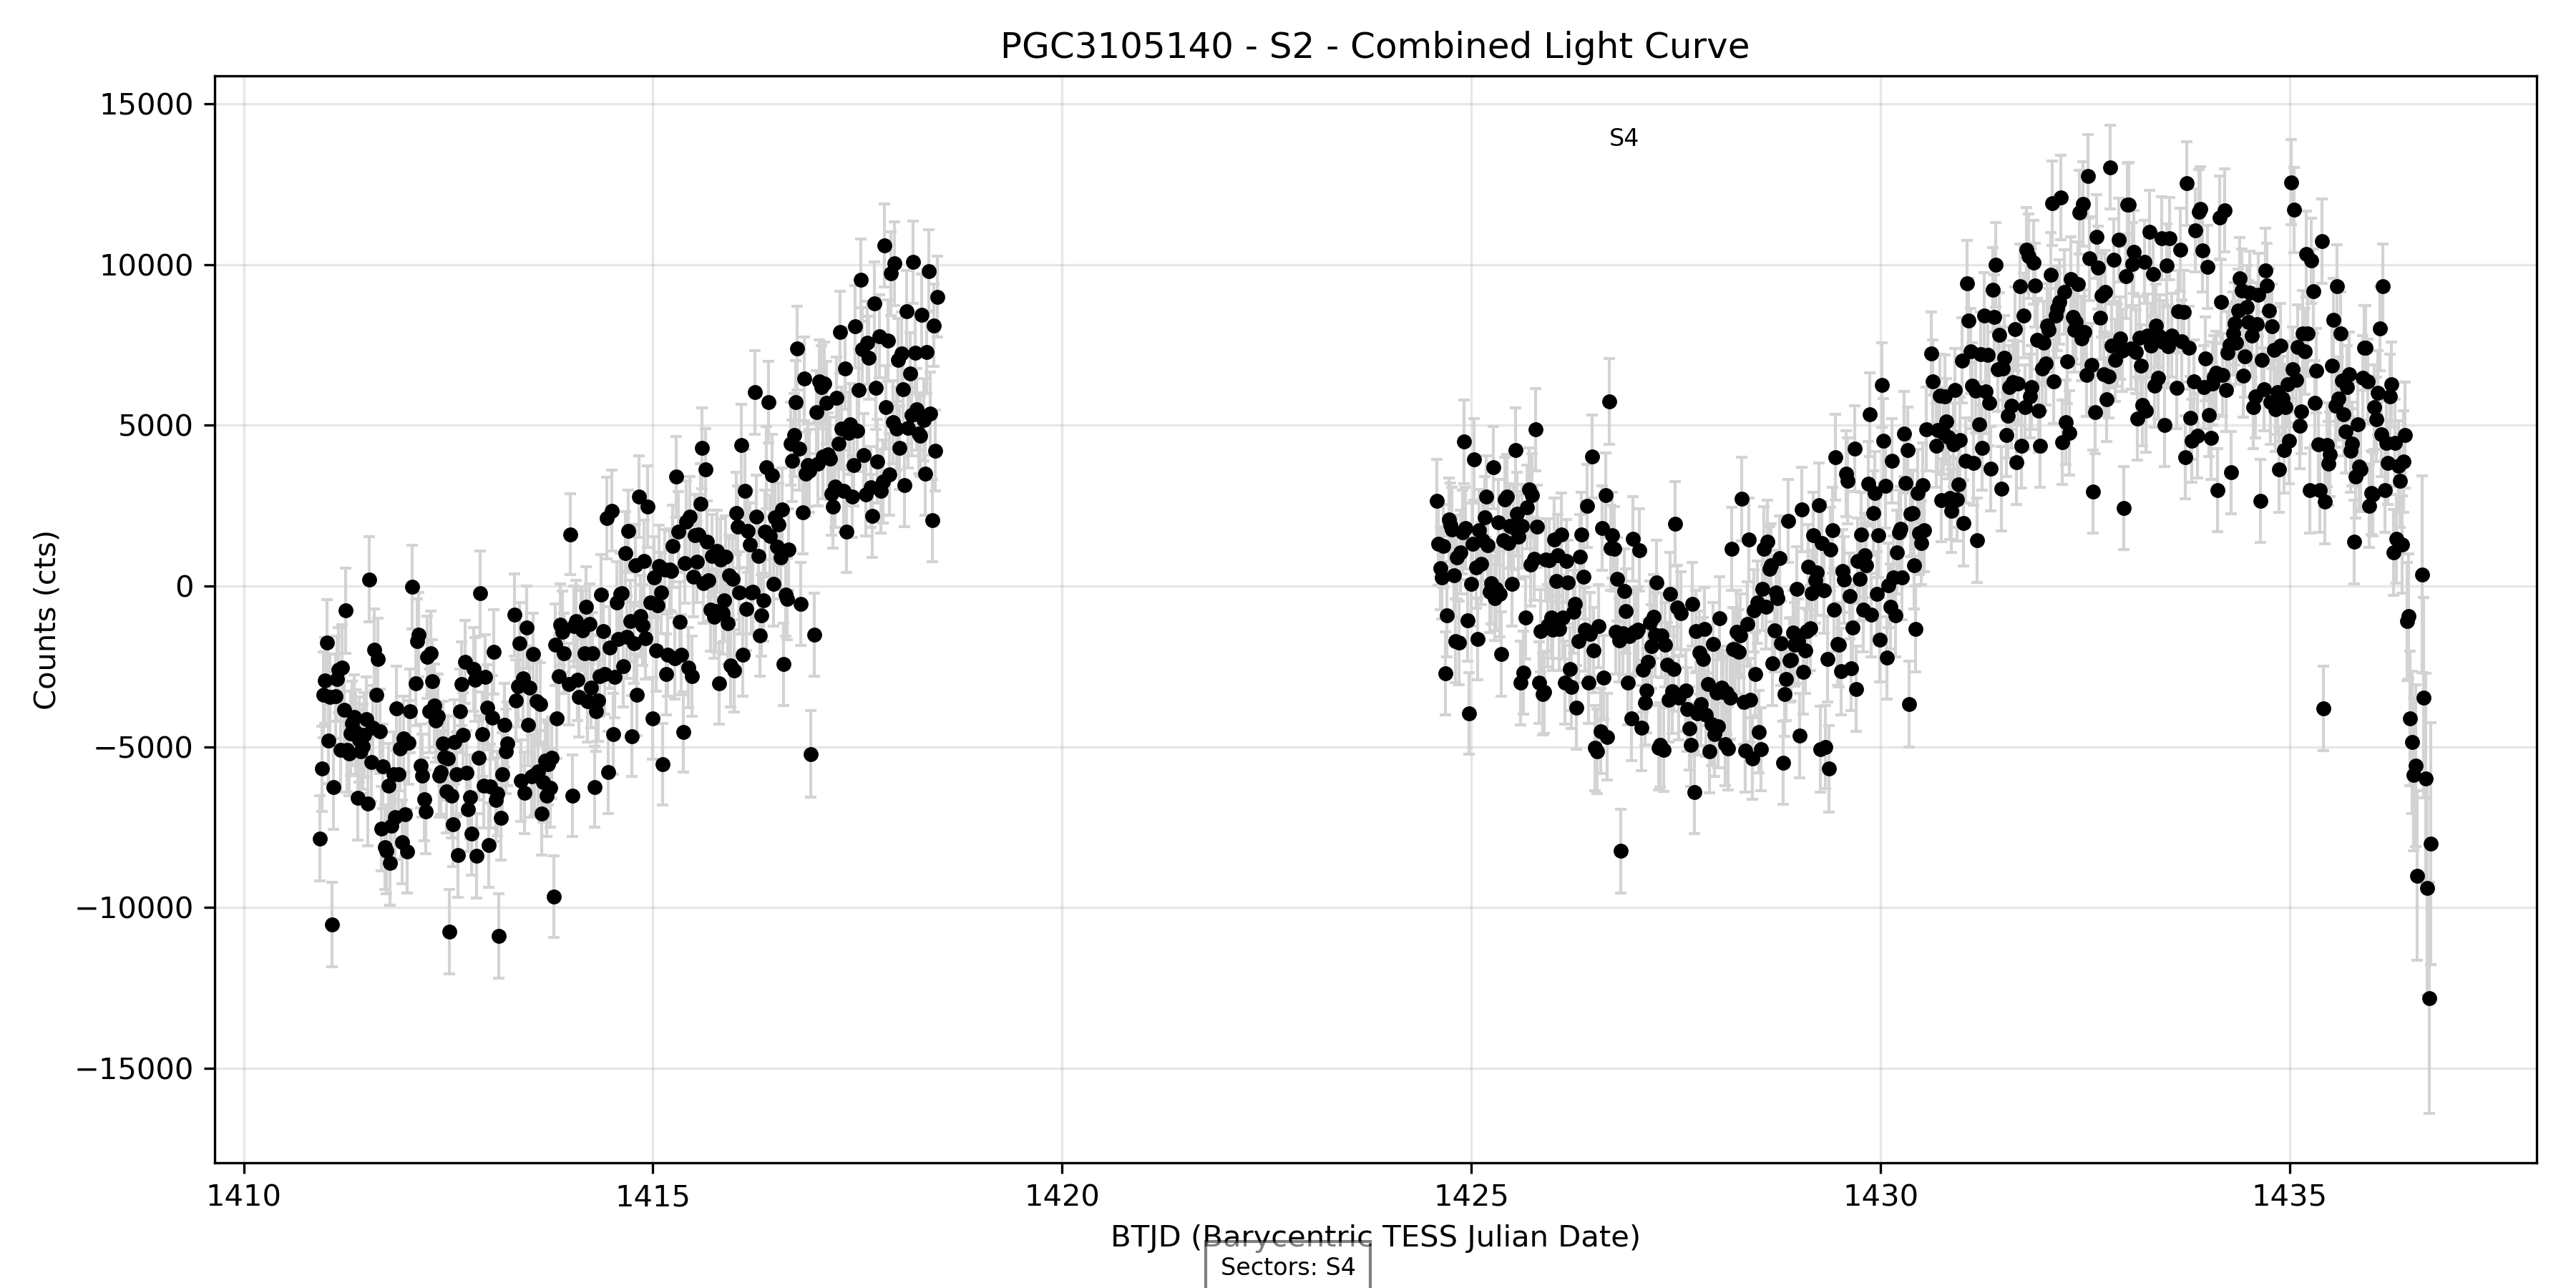 PGC3105140 - S2 - Combined Light Curve
S4
15000
10000
5000
0
−5000
−10000
−15000
Counts (cts)
1410
1415
1420
1425
1430
1435
BTJD (Barycentric TESS Julian Date)
Sectors: S4